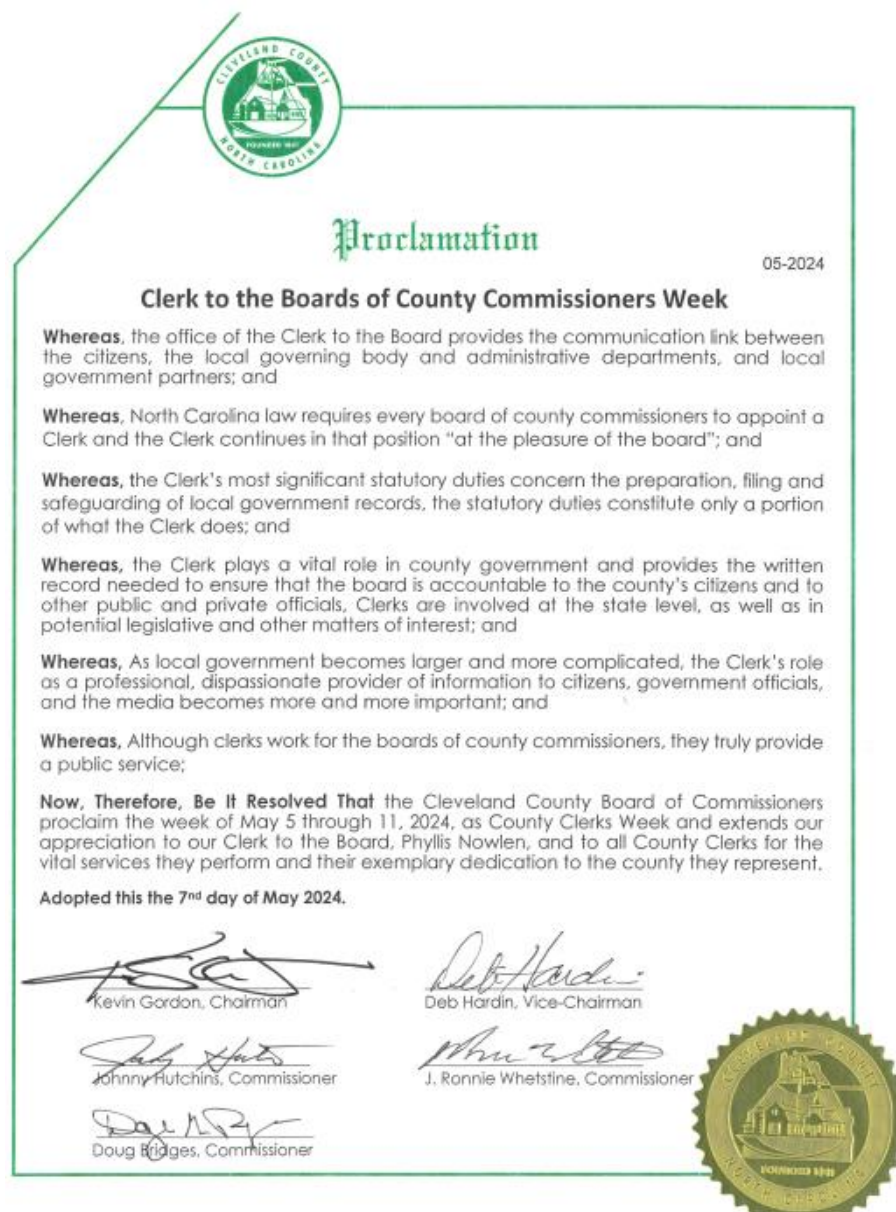 CLEVELAND COUNTY
FOUNDED 1841
NORTH CAROLINA
Proclamation
05-2024
Clerk to the Boards of County Commissioners Week
Whereas, the office of the Clerk to the Board provides the communication link between
the citizens, the local governing body and administrative departments, and local
government partners; and
Whereas, North Carolina law requires every board of county commissioners to appoint a
Clerk and the Clerk continues in that position “at the pleasure of the board”; and
Whereas, the Clerk's most significant statutory duties concern the preparation, filing and
safeguarding of local government records, the statutory duties constitute only a portion
of what the Clerk does; and
Whereas, the Clerk plays a vital role in county government and provides the written
record needed to ensure that the board is accountable to the county's citizens and to
other public and private officials, Clerks are involved at the state level, as well as in
potential legislative and other matters of interest; and
Whereas, As local government becomes larger and more complicated, the Clerk's role
as a professional, dispassionate provider of information to citizens, government officials,
and the media becomes more and more important; and
Whereas, Although clerks work for the boards of county commissioners, they truly provide
a public service;
Now, Therefore, Be It Resolved That the Cleveland County Board of Commissioners
proclaim the week of May 5 through 11, 2024, as County Clerks Week and extends our
appreciation to our Clerk to the Board, Phyllis Nowlen, and to all County Clerks for the
vital services they perform and their exemplary dedication to the county they represent.
Adopted this the 7nd day of May 2024.
Deb Hardin
Kevin Gordon, Chairman
Deb Hardin, Vice-Chairman
Johnny Hutchins, Commissioner
J. Ronnie Whetstine, Commissioner
Doug Bridges, Commissioner
CLEVELAND COUNTY
FOUNDED 1841
NORTH CAROLINA